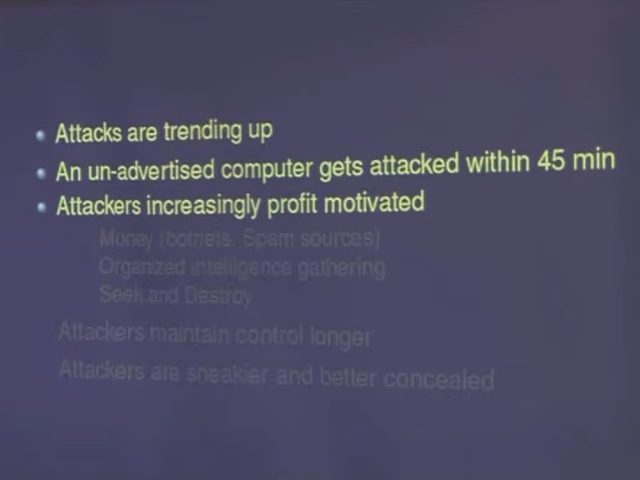 Attacks are trending up
An un-advertised computer gets attacked within 45 min
Attackers increasingly profit motivated
Money (botnets, Spam sources)
Organized intelligence gathering
Seek and Destroy
Attackers maintain control longer
Attackers are sneakier and better concealed